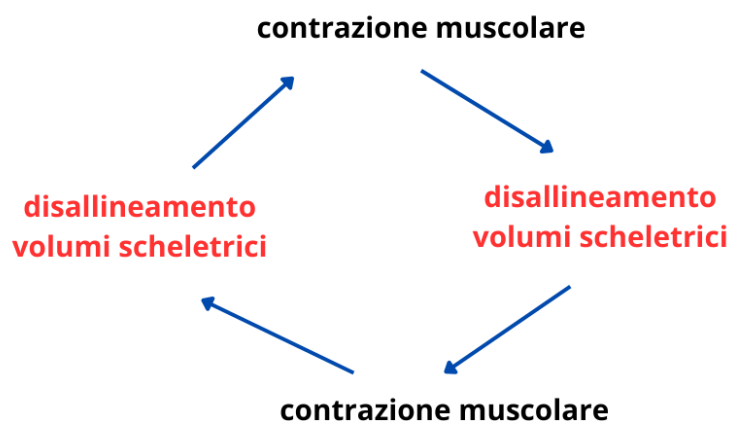 contrazione muscolare
disallineamento
volumi scheletrici
disallineamento
volumi scheletrici
contrazione muscolare